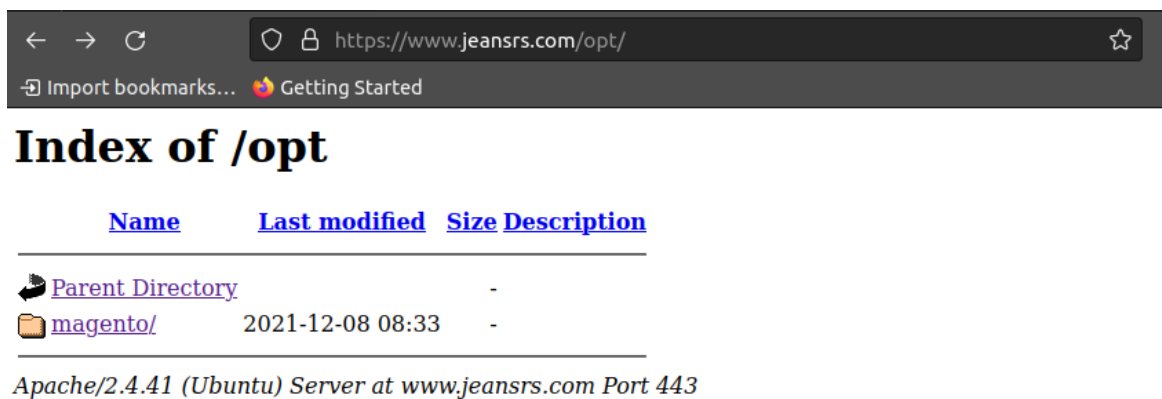 https://www.jeansrs.com/opt/
Import bookmarks... Getting Started
Index of /opt
Name Last modified Size Description
Parent Directory -
magento/ 2021-12-08 08:33 -
Apache/2.4.41 (Ubuntu) Server at www.jeansrs.com Port 443